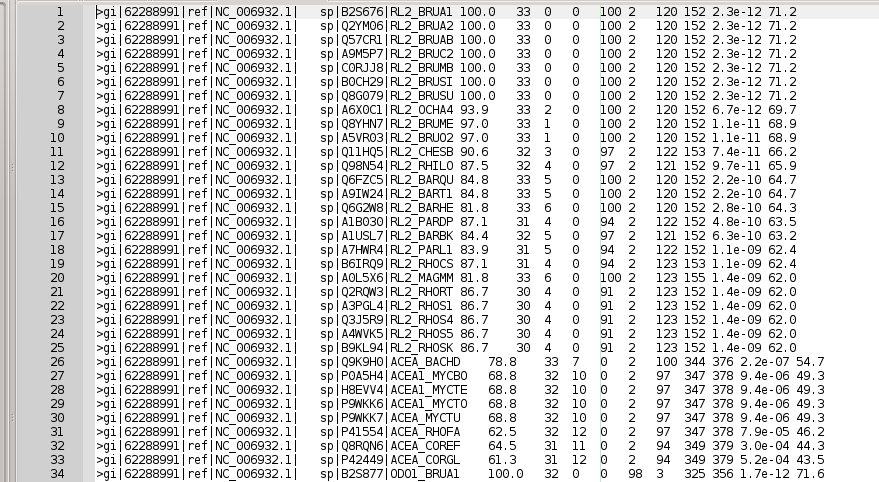 1 >gi|62288991|ref|NC_006932.1| sp|B2S676|RL2_BRUA1 100.0 33 0 0 100 2 120 152 2.3e-12 71.2
2 >gi|62288991|ref|NC_006932.1| sp|Q2YM06|RL2_BRUA2 100.0 33 0 0 100 2 120 152 2.3e-12 71.2
3 >gi|62288991|ref|NC_006932.1| sp|Q57CR1|RL2_BRUAB 100.0 33 0 0 100 2 120 152 2.3e-12 71.2
4 >gi|62288991|ref|NC_006932.1| sp|A9M5P7|RL2_BRUC2 100.0 33 0 0 100 2 120 152 2.3e-12 71.2
5 >gi|62288991|ref|NC_006932.1| sp|C0RJJ8|RL2_BRUMB 100.0 33 0 0 100 2 120 152 2.3e-12 71.2
6 >gi|62288991|ref|NC_006932.1| sp|B0CH29|RL2_BRUSI 100.0 33 0 0 100 2 120 152 2.3e-12 71.2
7 >gi|62288991|ref|NC_006932.1| sp|Q8G079|RL2_BRUSU 100.0 33 0 0 100 2 120 152 2.3e-12 71.2
8 >gi|62288991|ref|NC_006932.1| sp|A6X0C1|RL2_OCHA4 93.9 33 2 0 100 2 120 152 6.7e-12 69.7
9 >gi|62288991|ref|NC_006932.1| sp|Q8YHN7|RL2_BRUME 97.0 33 1 0 100 2 120 152 1.1e-11 68.9
10 >gi|62288991|ref|NC_006932.1| sp|A5VR03|RL2_BRUO2 97.0 33 1 0 100 2 120 152 1.1e-11 68.9
11 >gi|62288991|ref|NC_006932.1| sp|Q11HQ5|RL2_CHESB 90.6 32 3 0 97 2 122 153 7.4e-11 66.2
12 >gi|62288991|ref|NC_006932.1| sp|Q98N54|RL2_RHILO 87.5 32 4 0 97 2 121 152 9.7e-11 65.9
13 >gi|62288991|ref|NC_006932.1| sp|Q6FZC5|RL2_BARQU 84.8 33 5 0 100 2 120 152 2.2e-10 64.7
14 >gi|62288991|ref|NC_006932.1| sp|A9IW24|RL2_BART1 84.8 33 5 0 100 2 120 152 2.2e-10 64.7
15 >gi|62288991|ref|NC_006932.1| sp|Q6G2W8|RL2_BARHE 81.8 33 6 0 100 2 120 152 2.8e-10 64.3
16 >gi|62288991|ref|NC_006932.1| sp|A1B030|RL2_PARDP 87.1 31 4 0 94 2 122 152 4.8e-10 63.5
17 >gi|62288991|ref|NC_006932.1| sp|A1USL7|RL2_BARBK 84.4 32 5 0 97 2 121 152 6.3e-10 63.2
18 >gi|62288991|ref|NC_006932.1| sp|A7HWR4|RL2_PARL1 83.9 31 5 0 94 2 122 152 1.1e-09 62.4
19 >gi|62288991|ref|NC_006932.1| sp|B6IRQ9|RL2_RHOCS 87.1 31 4 0 94 2 123 153 1.1e-09 62.4
20 >gi|62288991|ref|NC_006932.1| sp|A0L5X6|RL2_MAGMM 81.8 33 6 0 100 2 123 155 1.4e-09 62.0
21 >gi|62288991|ref|NC_006932.1| sp|Q2RQW3|RL2_RHORT 86.7 30 4 0 91 2 123 152 1.4e-09 62.0
22 >gi|62288991|ref|NC_006932.1| sp|A3PGL4|RL2_RHOS1 86.7 30 4 0 91 2 123 152 1.4e-09 62.0
23 >gi|62288991|ref|NC_006932.1| sp|Q3J5R9|RL2_RHOS4 86.7 30 4 0 91 2 123 152 1.4e-09 62.0
24 >gi|62288991|ref|NC_006932.1| sp|A4WVK5|RL2_RHOS5 86.7 30 4 0 91 2 123 152 1.4e-09 62.0
25 >gi|62288991|ref|NC_006932.1| sp|B9KL94|RL2_RHOSK 86.7 30 4 0 91 2 123 152 1.4e-09 62.0
26 >gi|62288991|ref|NC_006932.1| sp|Q9K9H0|ACEA_BACHD 78.8 33 7 0 2 100 344 376 2.2e-07 54.7
27 >gi|62288991|ref|NC_006932.1| sp|P0A5H4|ACEA1_MYCBO 68.8 32 10 0 2 97 347 378 9.4e-06 49.3
28 >gi|62288991|ref|NC_006932.1| sp|H8EVV4|ACEA1_MYCTE 68.8 32 10 0 2 97 347 378 9.4e-06 49.3
29 >gi|62288991|ref|NC_006932.1| sp|P9WKK6|ACEA1_MYCTO 68.8 32 10 0 2 97 347 378 9.4e-06 49.3
30 >gi|62288991|ref|NC_006932.1| sp|P9WKK7|ACEA_MYCTU 68.8 32 10 0 2 97 347 378 9.4e-06 49.3
31 >gi|62288991|ref|NC_006932.1| sp|P41554|ACEA_RHOFA 62.5 32 12 0 2 97 347 378 7.9e-05 46.2
32 >gi|62288991|ref|NC_006932.1| sp|Q8RQN6|ACEA_COREF 64.5 31 11 0 2 94 349 379 3.0e-04 44.3
33 >gi|62288991|ref|NC_006932.1| sp|P42449|ACEA_CORGL 61.3 31 12 0 2 94 349 379 5.2e-04 43.5
34 >gi|62288991|ref|NC_006932.1| sp|B2S877|ODO1_BRUA1 100.0 32 0 0 98 3 325 356 1.7e-12 71.6